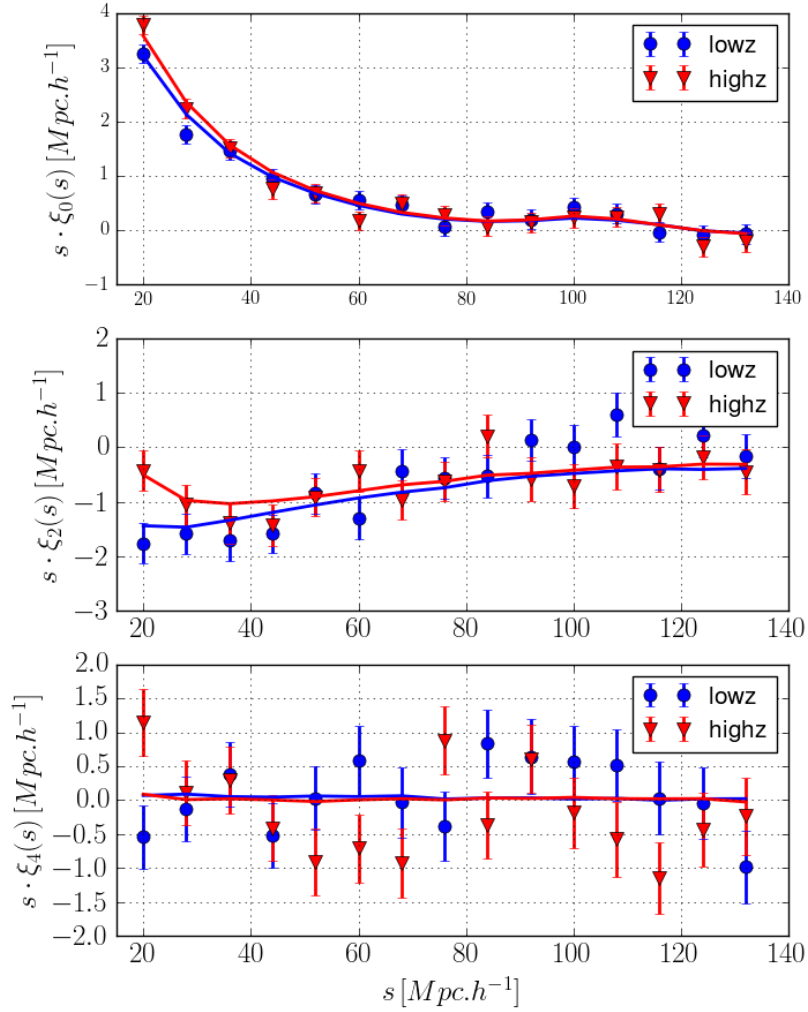 s · ξ₀(s) [Mpc.h⁻¹]
4
3
2
1
0
−1
20 40 60 80 100 120 140
lowz
highz
s · ξ₂(s) [Mpc.h⁻¹]
2
1
0
−1
−2
−3
20 40 60 80 100 120 140
lowz
highz
s · ξ₄(s) [Mpc.h⁻¹]
2.0
1.5
1.0
0.5
0.0
−0.5
−1.0
−1.5
−2.0
20 40 60 80 100 120 140
lowz
highz
s [Mpc.h⁻¹]